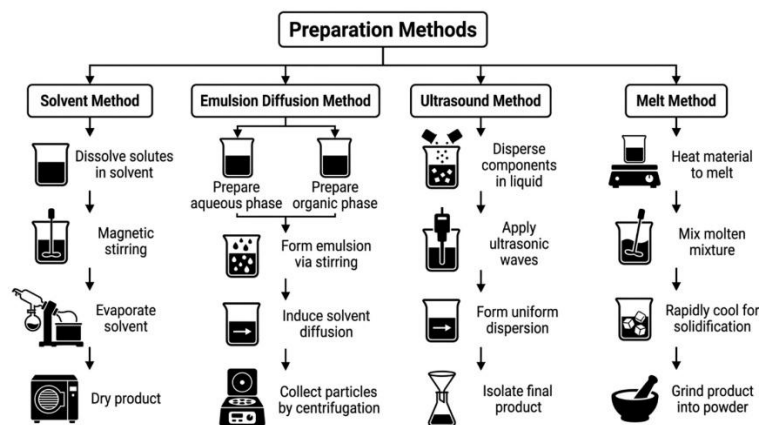 Preparation Methods
Solvent Method
Dissolve solutes
in solvent
Magnetic
stirring
Evaporate
solvent
Dry product
Emulsion Diffusion Method
Prepare
aqueous phase
Prepare
organic phase
Form emulsion
via stirring
Induce solvent
diffusion
Collect particles
by centrifugation
Ultrasound Method
Disperse
components
in liquid
Apply
ultrasonic
waves
Form uniform
dispersion
Isolate final
product
Melt Method
Heat material
to melt
Mix molten
mixture
Rapidly cool for
solidification
Grind product
into powder